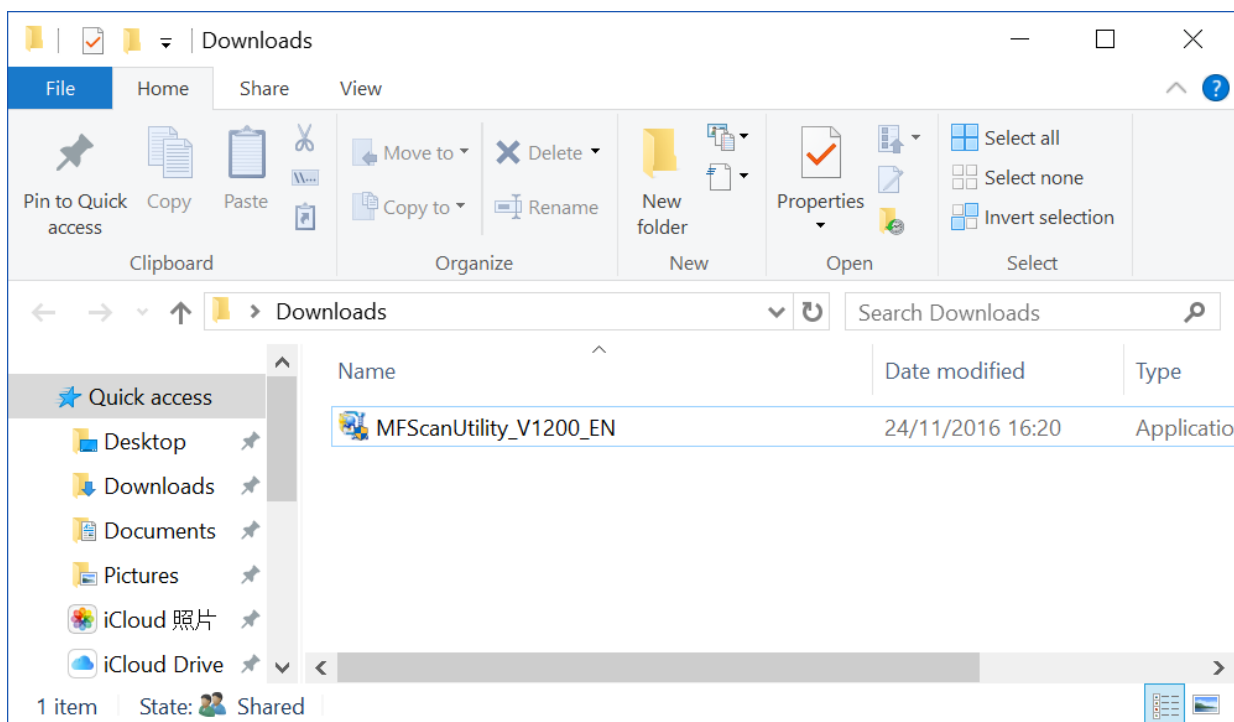 Downloads
File Home Share View
Pin to Quick access
Copy
Paste
Clipboard
Move to
Copy to
Delete
Rename
Organize
New folder
New
Properties
Open
Select all
Select none
Invert selection
Select
Downloads
Search Downloads
Quick access
Desktop
Downloads
Documents
Pictures
iCloud 照片
iCloud Drive
Name Date modified Type
MFScanUtility_V1200_EN 24/11/2016 16:20 Applicatio
1 item State: Shared